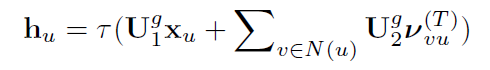 h_u = τ(U_1^g x_u + ∑_{v∈N(u)} U_2^g ν_{vu}^{(T)})